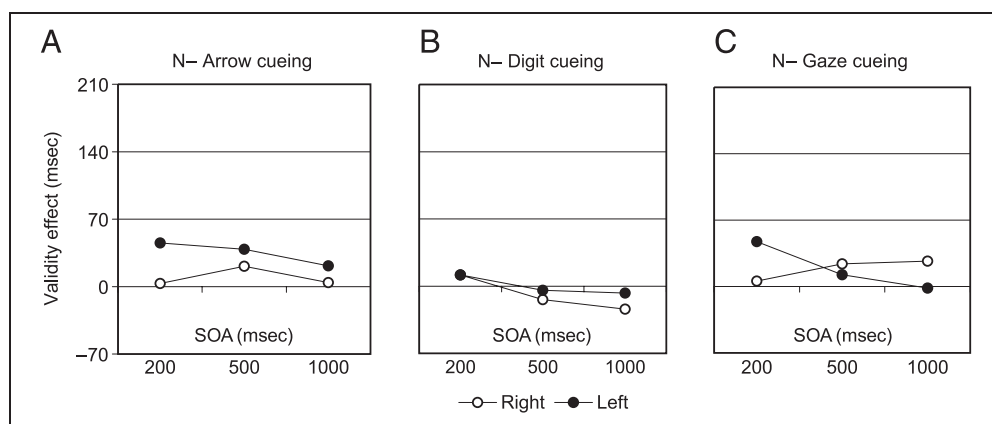 A
B
C
N– Arrow cueing
N– Digit cueing
N– Gaze cueing
Validity effect (msec)
210
140
70
0
–70
SOA (msec)
SOA (msec)
SOA (msec)
200 500 1000
200 500 1000
200 500 1000
Right Left